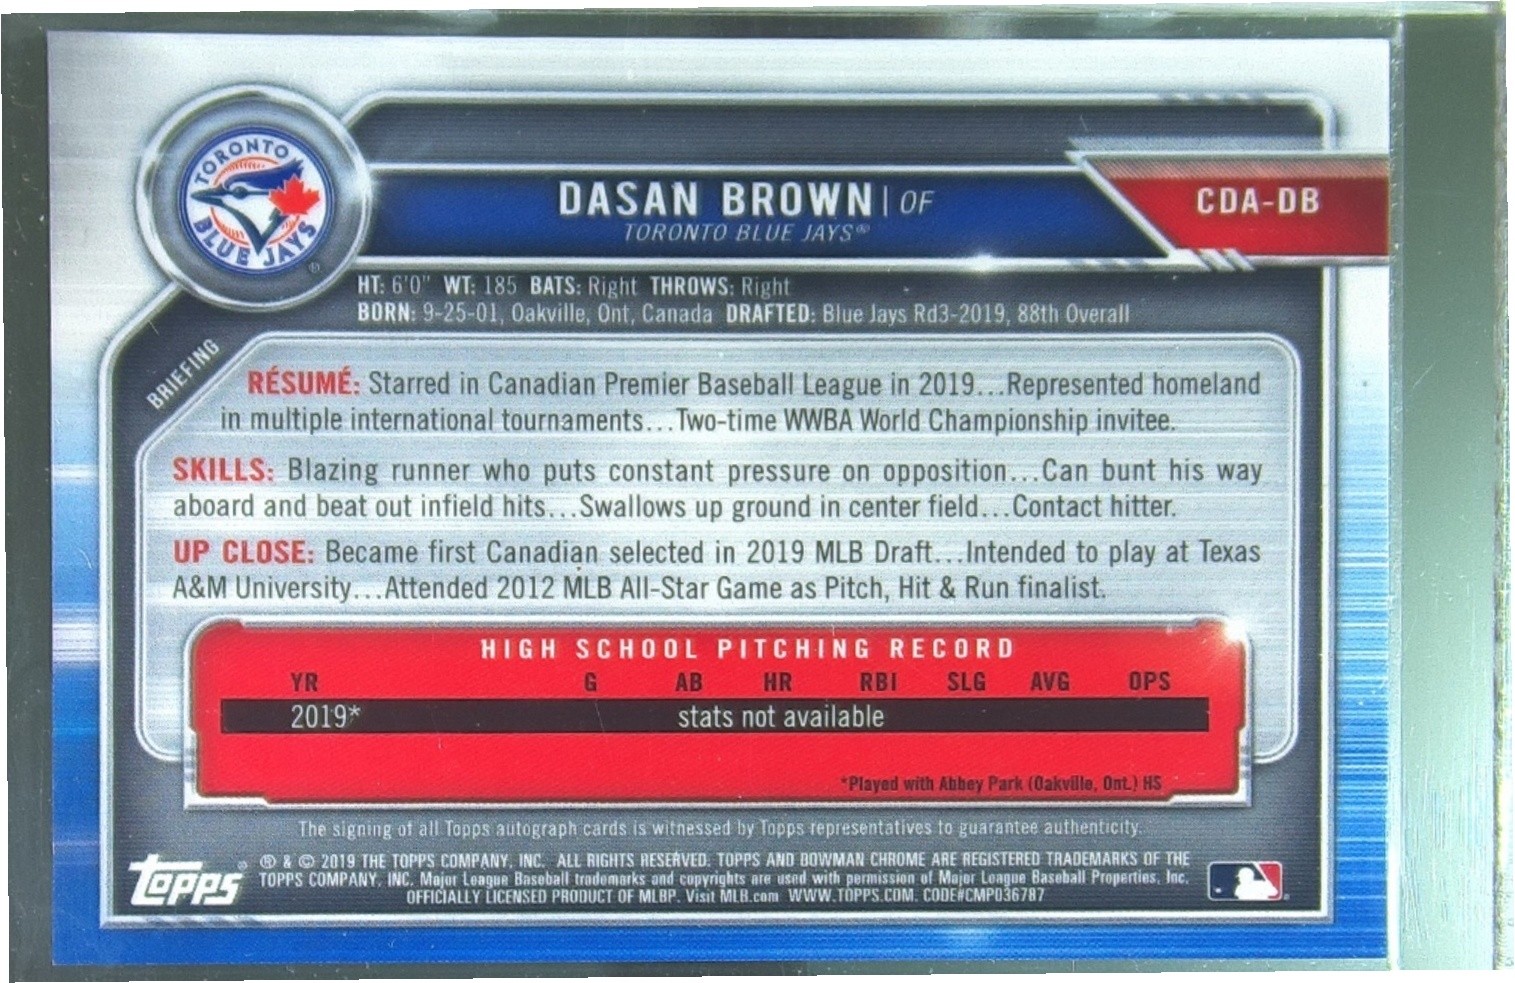 TORONTO
BLUE JAYS
DASAN BROWN | OF
TORONTO BLUE JAYS®
CDA-DB
HT: 6'0" WT: 185 BATS: Right THROWS: Right
BORN: 9-25-01, Oakville, Ont, Canada DRAFTED: Blue Jays Rd3-2019, 88th Overall
BRIEFING
RÉSUMÉ: Starred in Canadian Premier Baseball League in 2019...Represented homeland
in multiple international tournaments...Two-time WWBA World Championship invitee.
SKILLS: Blazing runner who puts constant pressure on opposition...Can bunt his way
aboard and beat out infield hits...Swallows up ground in center field...Contact hitter.
UP CLOSE: Became first Canadian selected in 2019 MLB Draft...Intended to play at Texas
A&M University...Attended 2012 MLB All-Star Game as Pitch, Hit & Run finalist.
HIGH SCHOOL PITCHING RECORD
YR G AB HR RBI SLG AVG OPS
2019* stats not available
*Played with Abbey Park (Oakville, Ont.) HS
The signing of all Topps autograph cards is witnessed by Topps representatives to guarantee authenticity.
Topps®
® & © 2019 THE TOPPS COMPANY, INC. ALL RIGHTS RESERVED. TOPPS AND BOWMAN CHROME ARE REGISTERED TRADEMARKS OF THE
TOPPS COMPANY, INC. Major League Baseball trademarks and copyrights are used with permission of Major League Baseball Properties, Inc.
OFFICIALLY LICENSED PRODUCT OF MLBP. Visit MLB.com WWW.TOPPS.COM. CODE#CMP036787